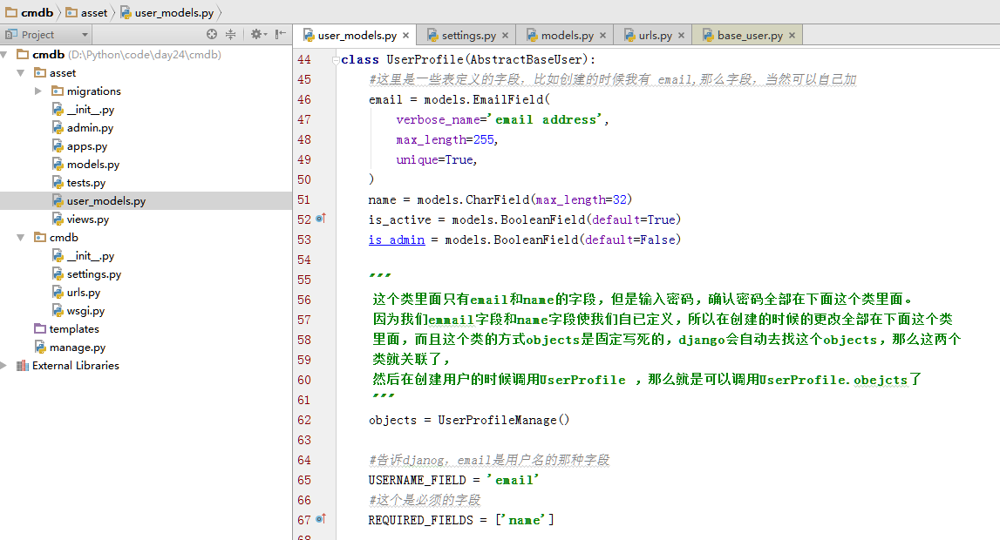 cmdb asset user_models.py
Project
user_models.py settings.py models.py urls.py base_user.py
cmdb (D:\Python\code\day24\cmdb)
asset
migrations
__init__.py
admin.py
apps.py
models.py
tests.py
user_models.py
views.py
cmdb
__init__.py
settings.py
urls.py
wsgi.py
templates
manage.py
External Libraries
44 class UserProfile(AbstractBaseUser):
45 #这里是一些表定义的字段，比如创建的时候我有 email,那么字段，当然可以自己加
46 email = models.EmailField(
47 verbose_name='email address',
48 max_length=255,
49 unique=True,
50 )
51 name = models.CharField(max_length=32)
52 is_active = models.BooleanField(default=True)
53 is_admin = models.BooleanField(default=False)
54
55 '''
56 这个类里面只有email和name的字段，但是输入密码，确认密码全部在下面这个类里面。
57 因为我们emmail字段和name字段使我们自已定义，所以在创建的时候的更改全部在下面这个类
58 里面，而且这个类的方式objects是固定写死的，django会自动去找这个objects，那么这两个
59 类就关联了，
60 然后在创建用户的时候调用UserProfile ，那么就是可以调用UserProfile.obejcts了
61 '''
62 objects = UserProfileManage()
63
64 #告诉djanog，email是用户名的那种字段
65 USERNAME_FIELD = 'email'
66 #这个是必须的字段
67 REQUIRED_FIELDS = ['name']
68